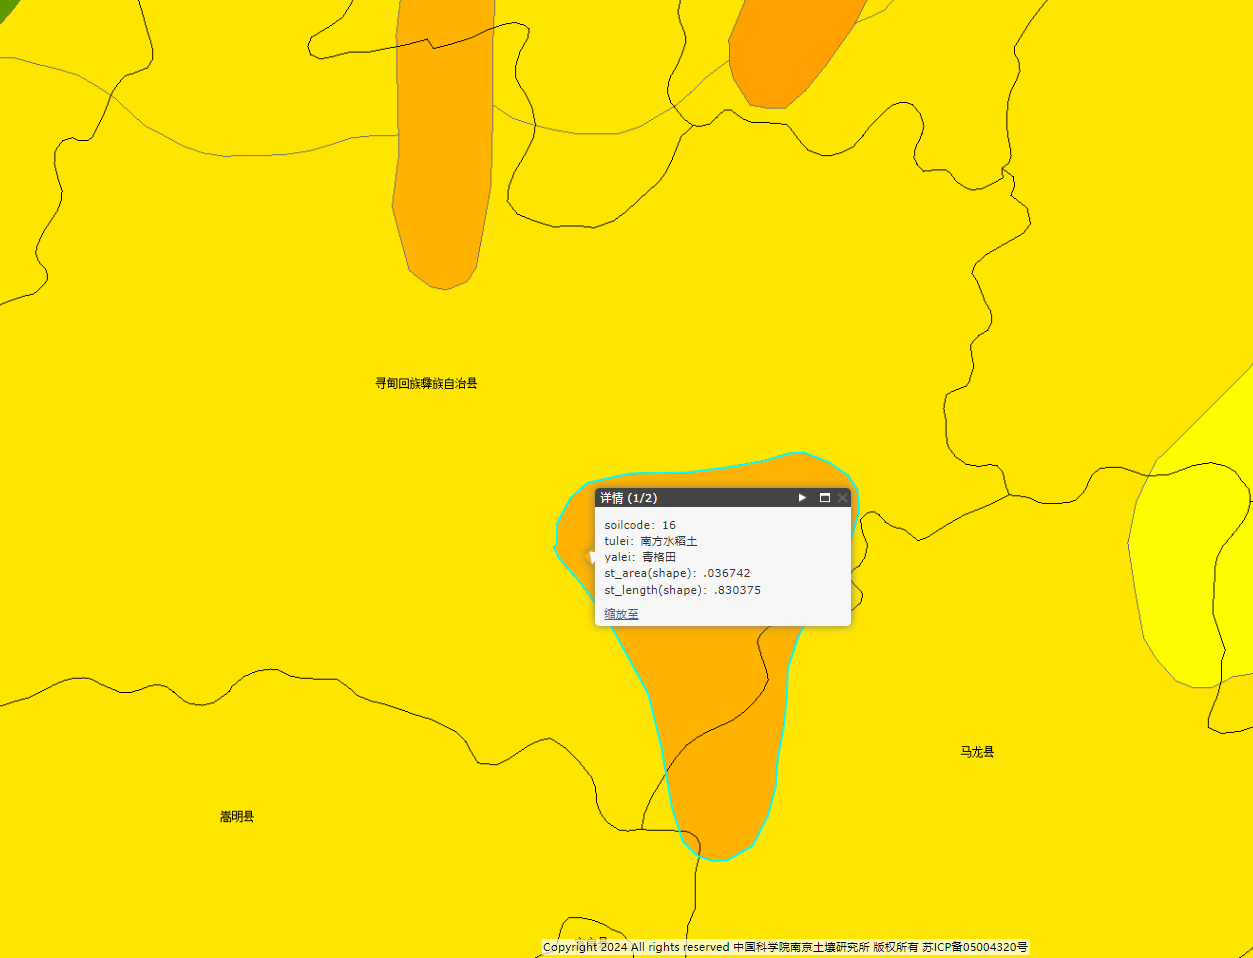 寻甸回族彝族自治县
详情 (1/2)
soilcode: 16
tulei: 南方水稻土
yalei: 青格田
st_area(shape): .036742
st_length(shape): .830375
缩放至
马龙县
嵩明县
Copyright 2024 All rights reserved 中国科学院南京土壤研究所 版权所有 苏ICP备05004320号